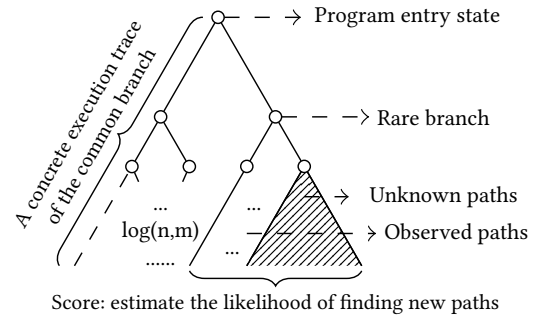 Program entry state
A concrete execution trace
of the common branch
Rare branch
Unknown paths
...
...
log(n,m)
Observed paths
...
......
Score: estimate the likelihood of finding new paths